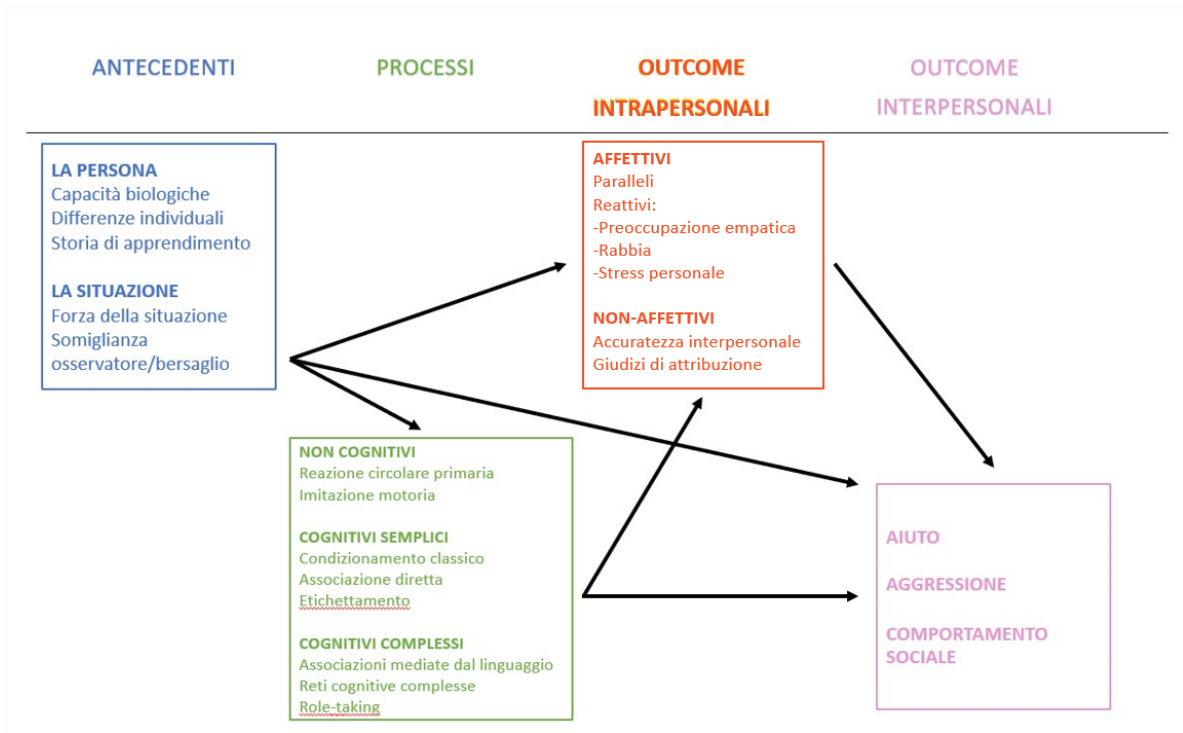 ANTECEDENTI
PROCESSI
OUTCOME
INTRAPERSONALI
OUTCOME
INTERPERSONALI
LA PERSONA
Capacità biologiche
Differenze individuali
Storia di apprendimento
LA SITUAZIONE
Forza della situazione
Somiglianza
osservatore/bersaglio
NON COGNITIVI
Reazione circolare primaria
Imitazione motoria
COGNITIVI SEMPLICI
Condizionamento classico
Associazione diretta
Etichettamento
COGNITIVI COMPLESSI
Associazioni mediate dal linguaggio
Reti cognitive complesse
Role-taking
AFFETTIVI
Paralleli
Reattivi:
-Preoccupazione empatica
-Rabbia
-Stress personale
NON-AFFETTIVI
Accuratezza interpersonale
Giudizi di attribuzione
AIUTO
AGGRESSIONE
COMPORTAMENTO
SOCIALE